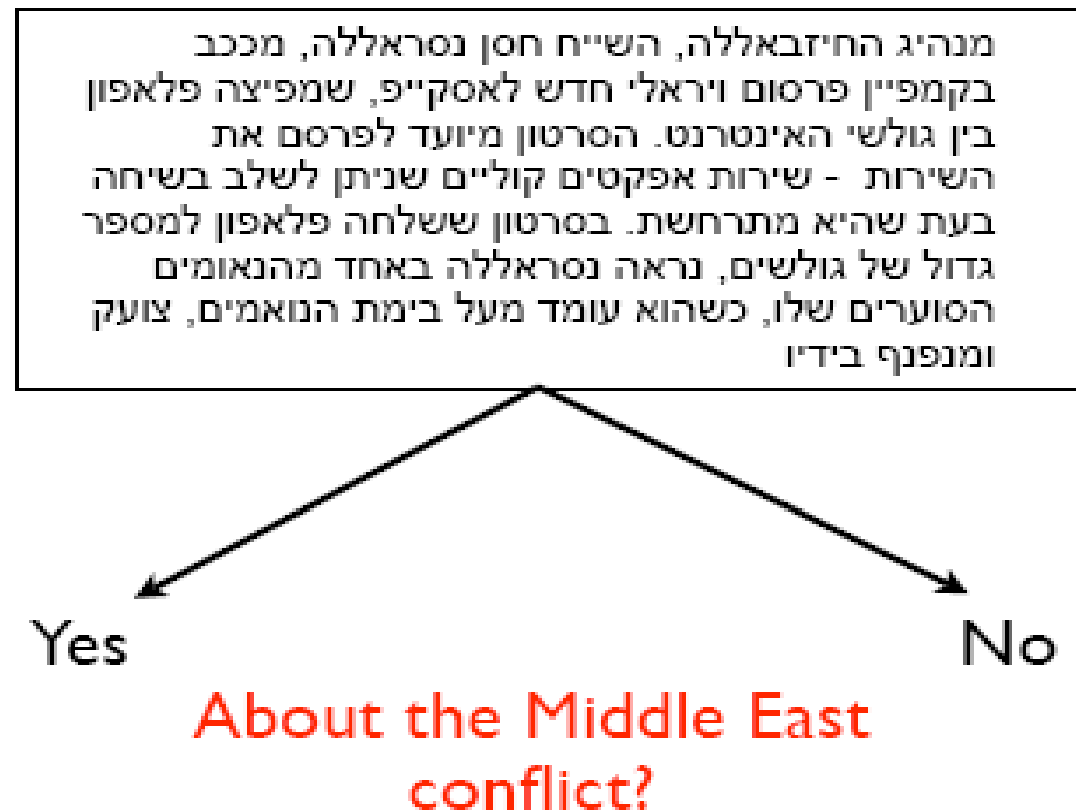 מנהיג החיזבאללה, השייח חסן נסראללה, מככב
בקמפיין פרסום ויראלי חדש לאסקייפ, שמפיצה פלאפון
בין גולשי האינטרנט. הסרטון מיועד לפרסם את
השירות - שירות אפקטים קוליים שניתן לשלב בשיחה
בעת שהיא מתרחשת. בסרטון ששלחה פלאפון למספר
גדול של גולשים, נראה נסראללה באחד מהנאומים
הסוערים שלו, כשהוא עומד מעל בימת הנואמים, צועק
ומנפנף בידיו
Yes
No
About the Middle East
conflict?